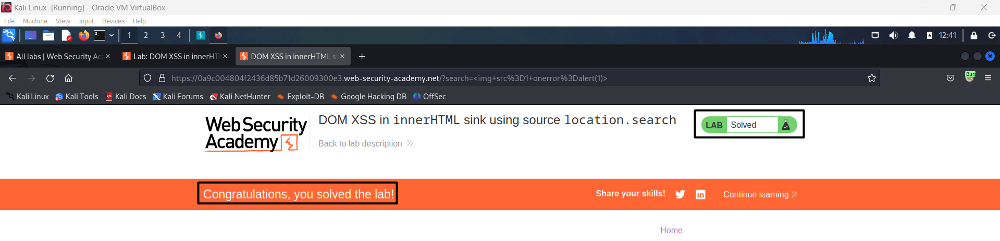 Kali Linux [Running] - Oracle VM VirtualBox
File Machine View Input Devices Help
1 2 3 4 12:41
All labs | Web Security Ac Lab: DOM XSS in innerHT DOM XSS in innerHTML s
https://0a9c004804f2436d85b71d26009300e3.web-security-academy.net/?search=<img+src%3D1+onerror%3Dalert(1)>
Kali Linux Kali Tools Kali Docs Kali Forums Kali NetHunter Exploit-DB Google Hacking DB OffSec
Web Security
Academy
DOM XSS in innerHTML sink using source location.search
LAB Solved
Back to lab description
Congratulations, you solved the lab!
Share your skills! Continue learning
Home